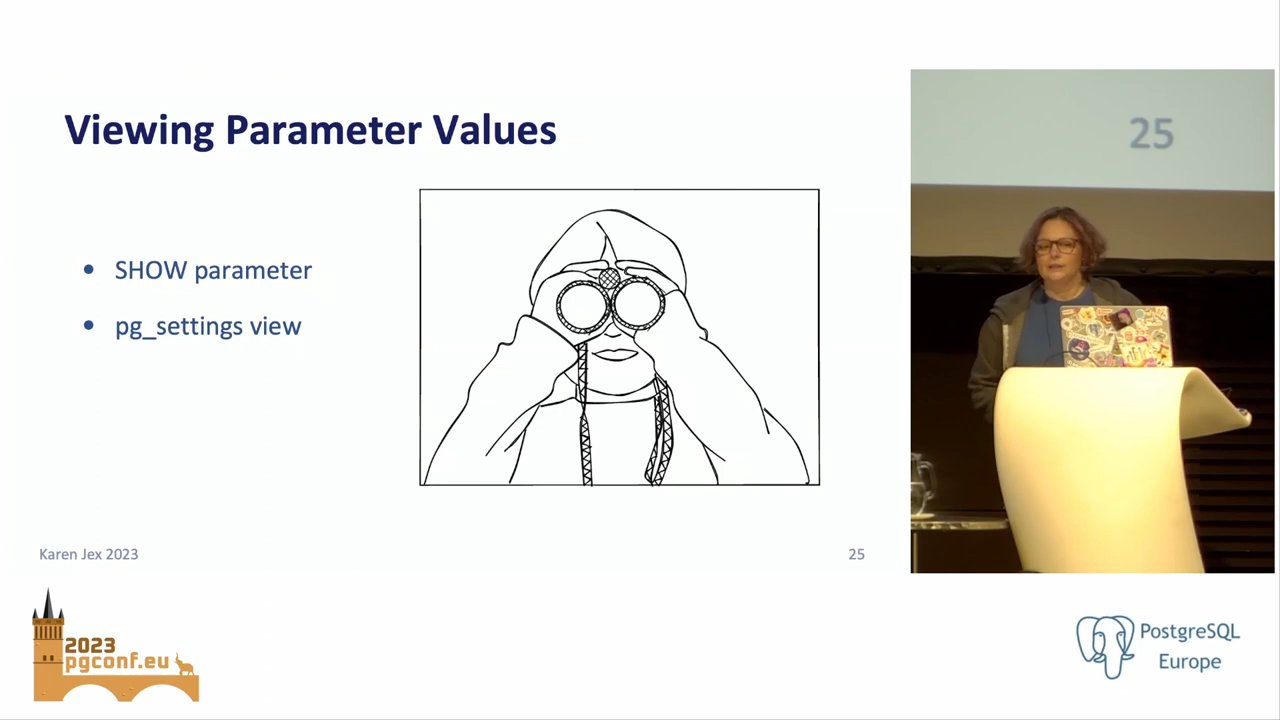 Viewing Parameter Values
• SHOW parameter
• pg_settings view
Karen Jex 2023
25
25
2023
pgconf.eu
PostgreSQL
Europe